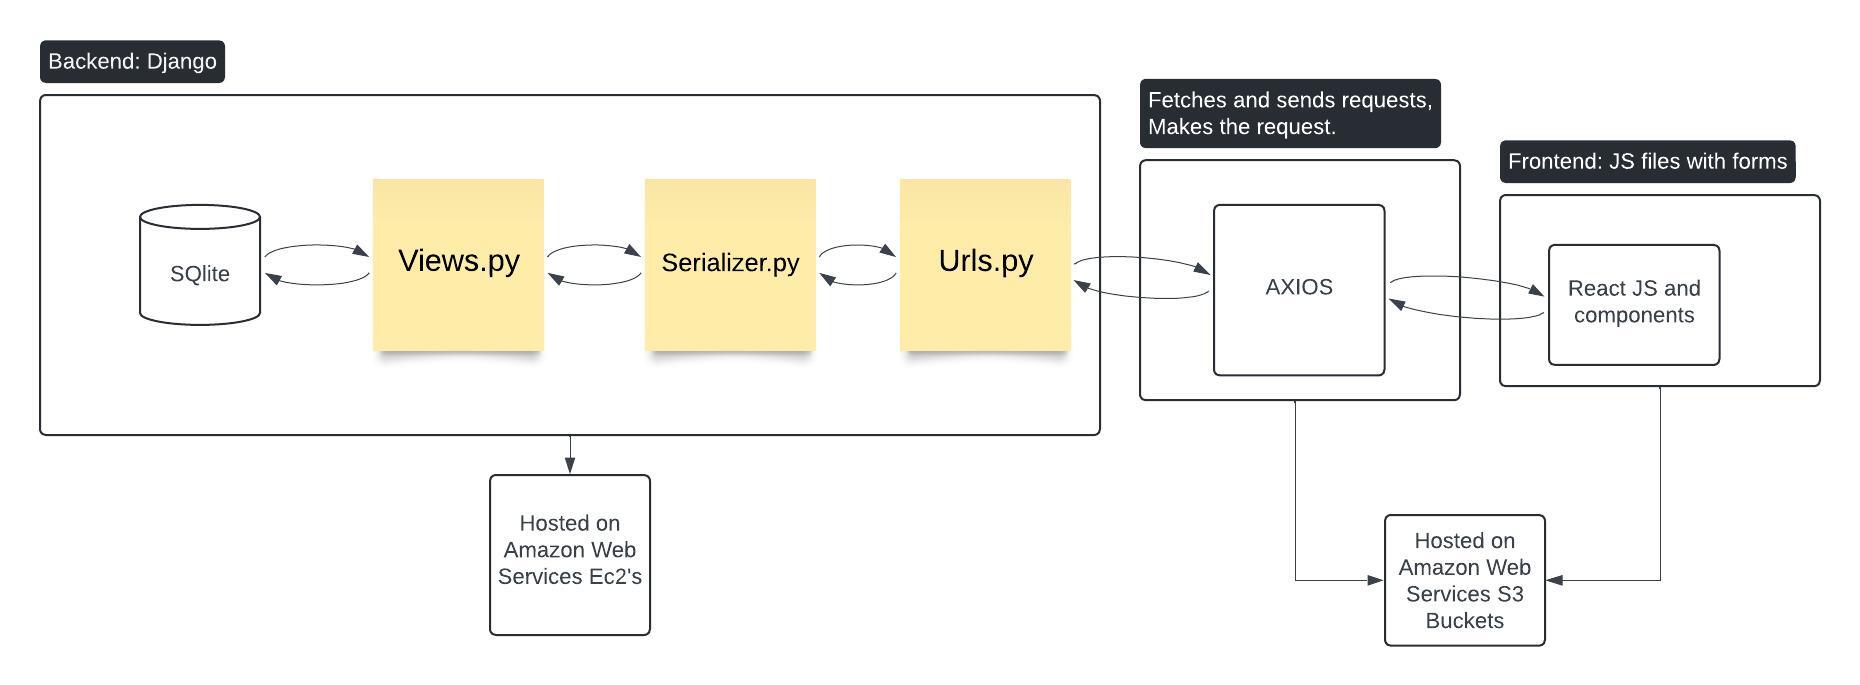 Backend: Django
Fetches and sends requests,
Makes the request.
Frontend: JS files with forms
SQlite
Views.py
Serializer.py
Urls.py
AXIOS
React JS and
components
Hosted on
Amazon Web
Services Ec2's
Hosted on
Amazon Web
Services S3
Buckets